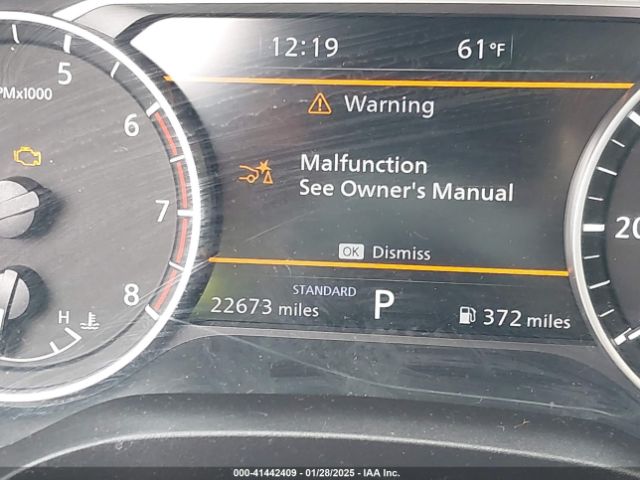 12:19 61°F
5
PMx1000
Warning
6
Malfunction
See Owner's Manual
7
20
OK Dismiss
8
STANDARD
22673 miles P 372 miles
H
000-41442409 - 01/28/2025 - IAA Inc.